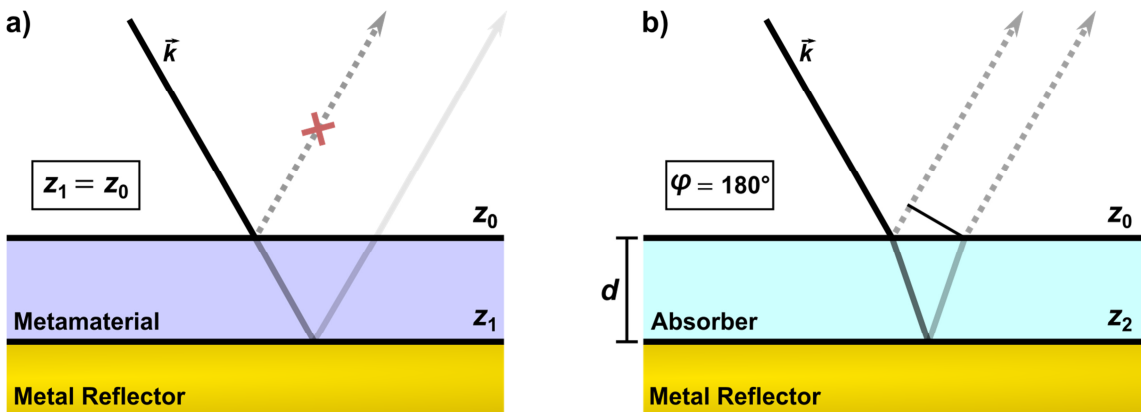 a)
k⃗
z₁ = z₀
z₀
Metamaterial
z₁
Metal Reflector
b)
φ = 180°
z₀
d
Absorber
z₂
Metal Reflector